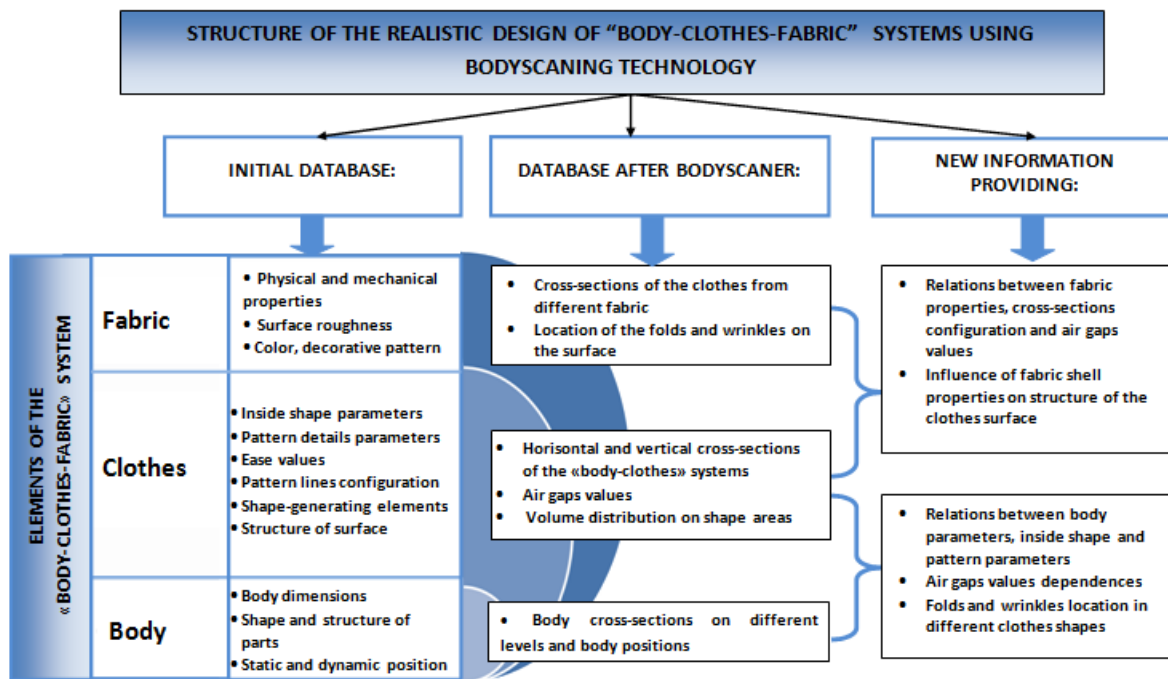 STRUCTURE OF THE REALISTIC DESIGN OF “BODY-CLOTHES-FABRIC” SYSTEMS USING
BODYSCANING TECHNOLOGY
INITIAL DATABASE:
DATABASE AFTER BODYSCANER:
NEW INFORMATION
PROVIDING:
ELEMENTS OF THE
«BODY-CLOTHES-FABRIC» SYSTEM
Fabric
• Physical and mechanical
properties
• Surface roughness
• Color, decorative pattern
Clothes
• Inside shape parameters
• Pattern details parameters
• Ease values
• Pattern lines configuration
• Shape-generating elements
• Structure of surface
Body
• Body dimensions
• Shape and structure of
parts
• Static and dynamic position
• Cross-sections of the clothes from
different fabric
• Location of the folds and wrinkles on
the surface
• Horisontal and vertical cross-sections
of the «body-clothes» systems
• Air gaps values
• Volume distribution on shape areas
• Body cross-sections on different
levels and body positions
• Relations between fabric
properties, cross-sections
configuration and air gaps
values
• Influence of fabric shell
properties on structure of the
clothes surface
• Relations between body
parameters, inside shape and
pattern parameters
• Air gaps values dependences
• Folds and wrinkles location in
different clothes shapes